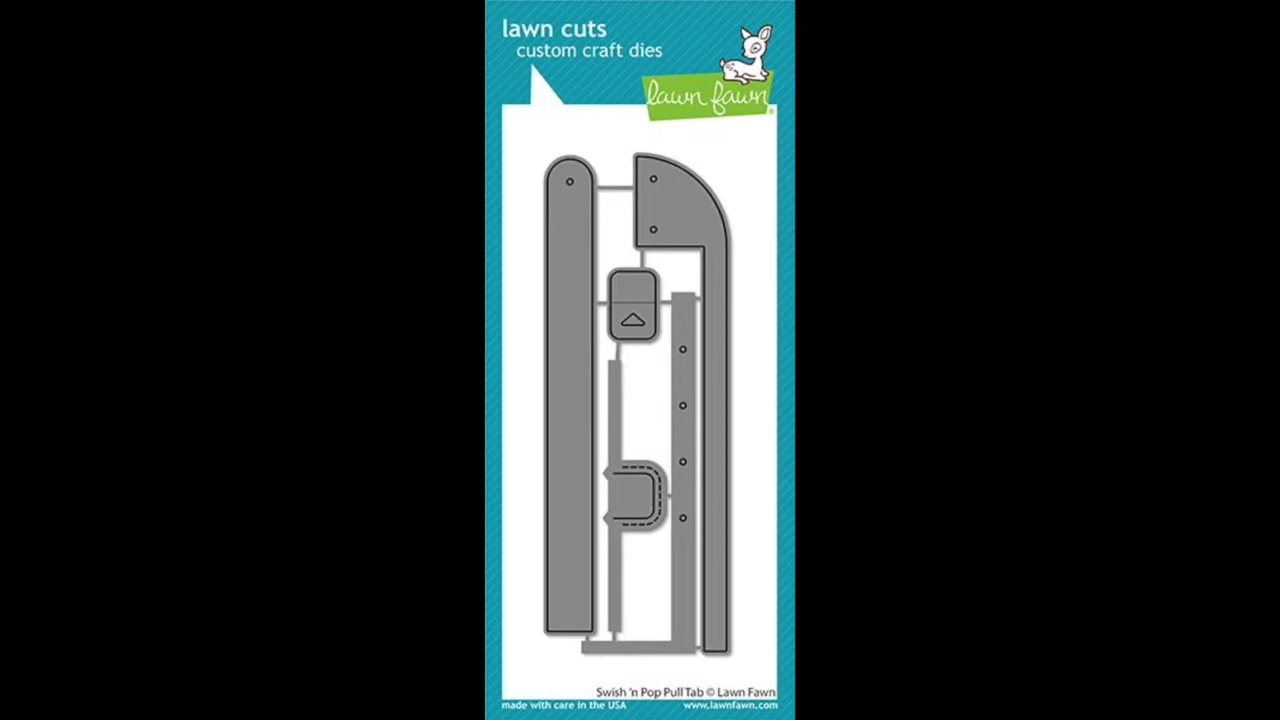 lawn cuts
custom craft dies
lawn fawn
Swish 'n Pop Pull Tab © Lawn Fawn
made with care in the USA
www.lawnfawn.com